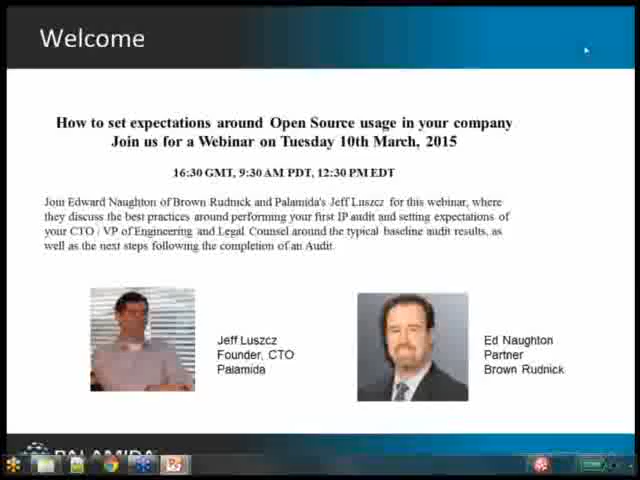 Welcome
How to set expectations around Open Source usage in your company
Join us for a Webinar on Tuesday 10th March, 2015
16:30 GMT, 9:30 AM PDT, 12:30 PM EDT
Join Edward Naughton of Brown Rudnick and Palamida's Jeff Luszcz for this webinar, where
they discuss the best practices around performing your first IP audit and setting expectations of
your CTO / VP of Engineering and Legal Counsel around the typical baseline audit results, as
well as the next steps following the completion of an Audit.
Jeff Luszcz
Founder, CTO
Palamida
Ed Naughton
Partner
Brown Rudnick
PALAMIDA